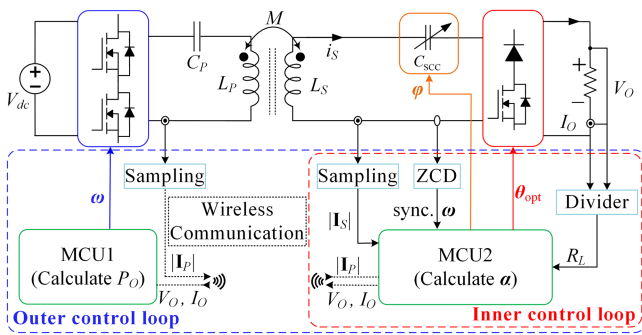 M
i_S
C_P
C_SCC
L_P
L_S
V_dc
V_O
φ
I_O
ω
Sampling
Sampling
ZCD
θ_opt
Divider
Wireless
Communication
sync. ω
|I_S|
MCU1
(Calculate P_O)
|I_P|
V_O, I_O
|I_P|
V_O, I_O
MCU2
(Calculate α)
R_L
Outer control loop
Inner control loop